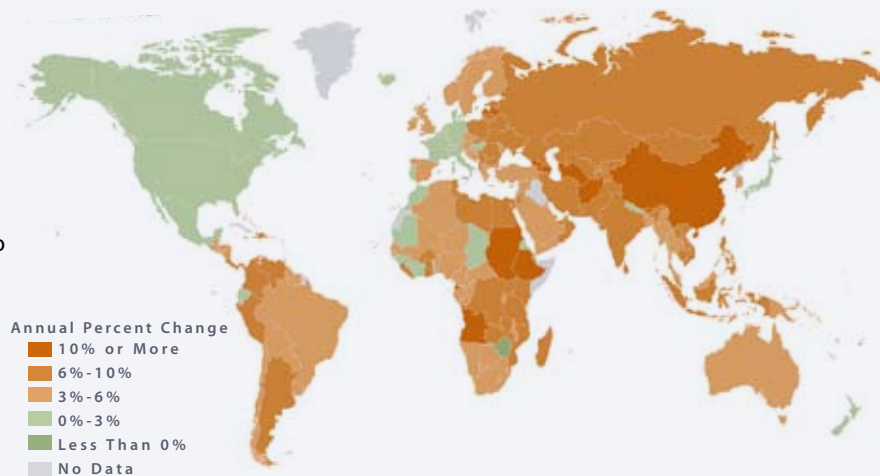 Annual Percent Change
10% or More
6%-10%
3%-6%
0%-3%
Less Than 0%
No Data